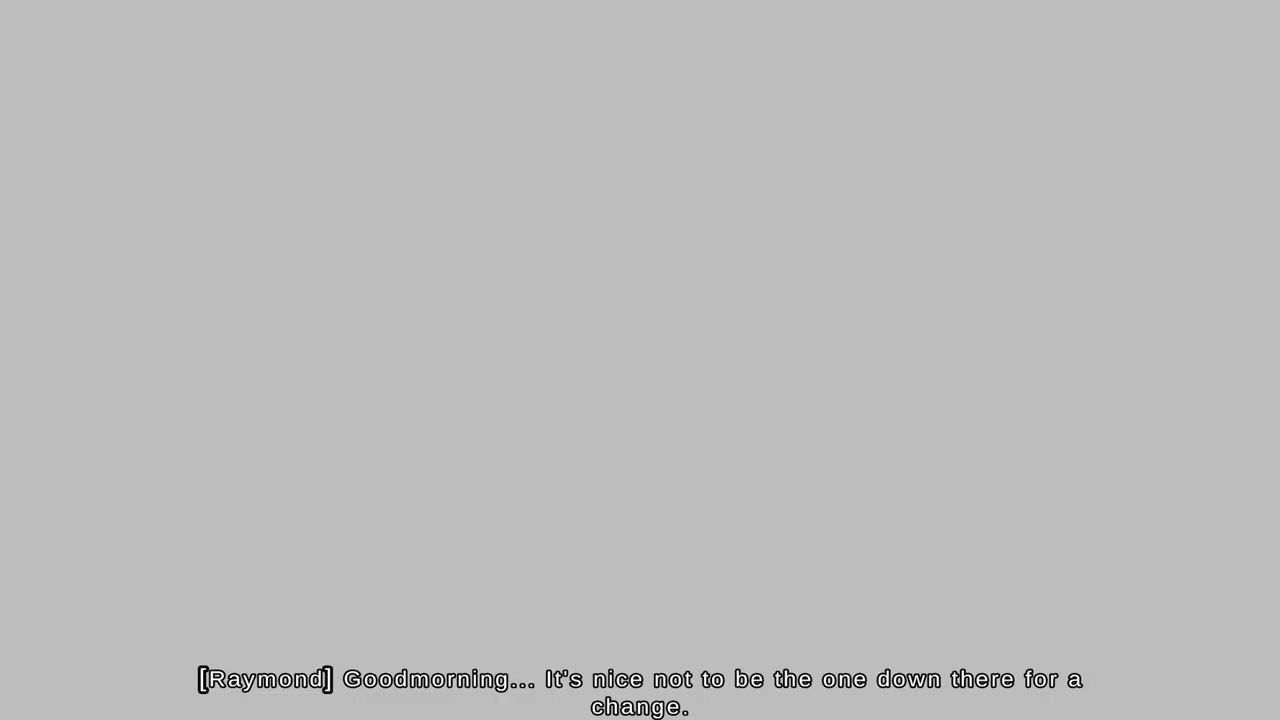 [Raymond] Goodmorning... It's nice not to be the one down there for a
change.